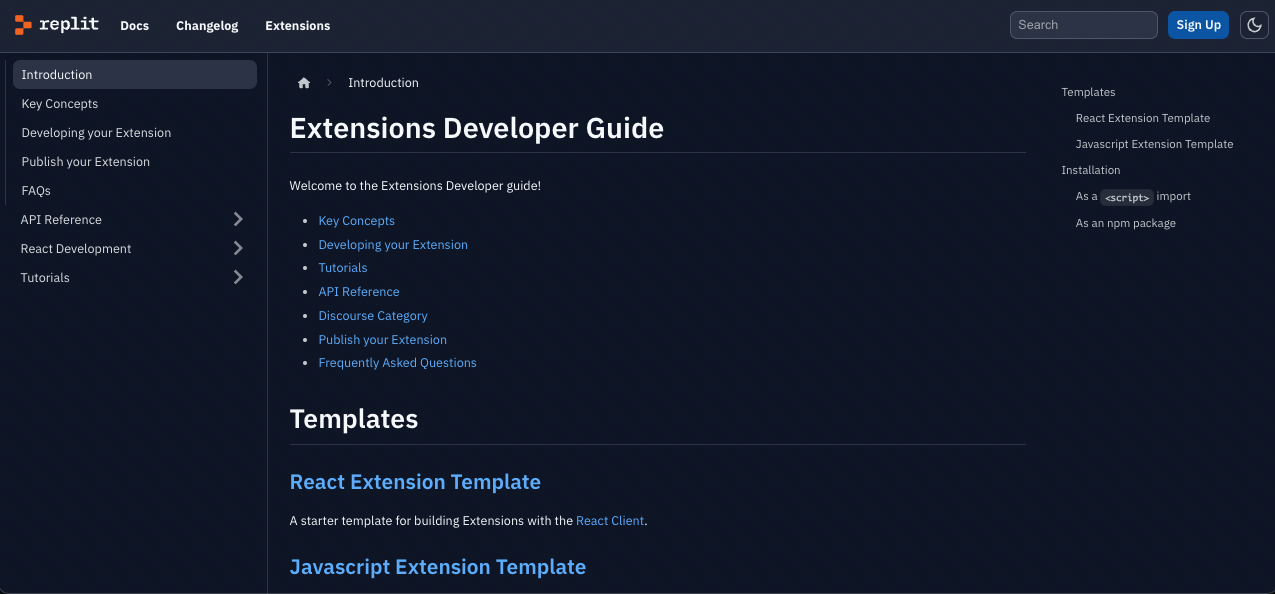 replit
Docs
Changelog
Extensions
Search
Sign Up
Introduction
Key Concepts
Developing your Extension
Publish your Extension
FAQs
API Reference
React Development
Tutorials
Introduction
Extensions Developer Guide
Welcome to the Extensions Developer guide!
Key Concepts
Developing your Extension
Tutorials
API Reference
Discourse Category
Publish your Extension
Frequently Asked Questions
Templates
React Extension Template
A starter template for building Extensions with the React Client.
Javascript Extension Template
Templates
React Extension Template
Javascript Extension Template
Installation
As a <script> import
As an npm package